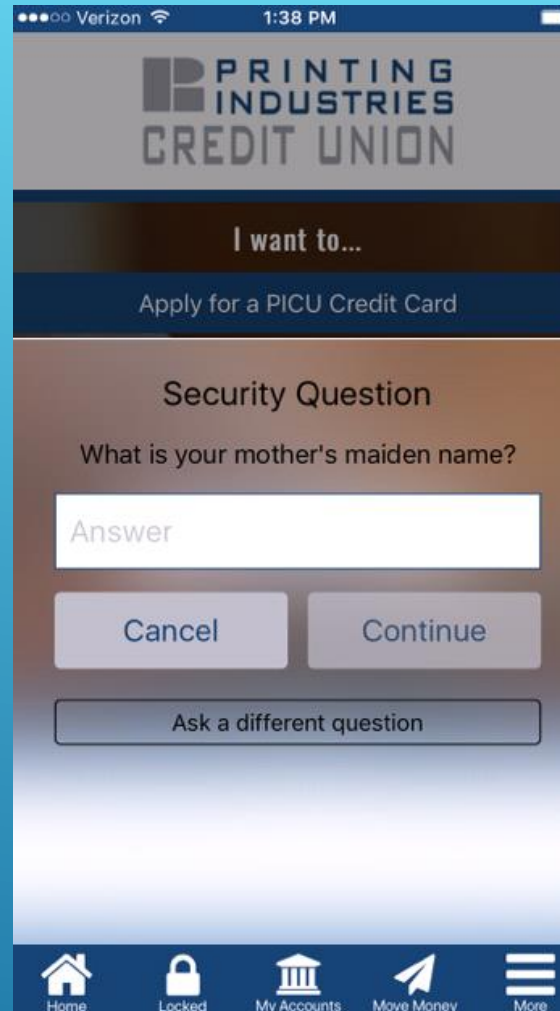 Verizon 1:38 PM
PRINTING
INDUSTRIES
CREDIT UNION
I want to...
Apply for a PICU Credit Card
Security Question
What is your mother's maiden name?
Answer
Cancel Continue
Ask a different question
Home Locked My Accounts Move Money More